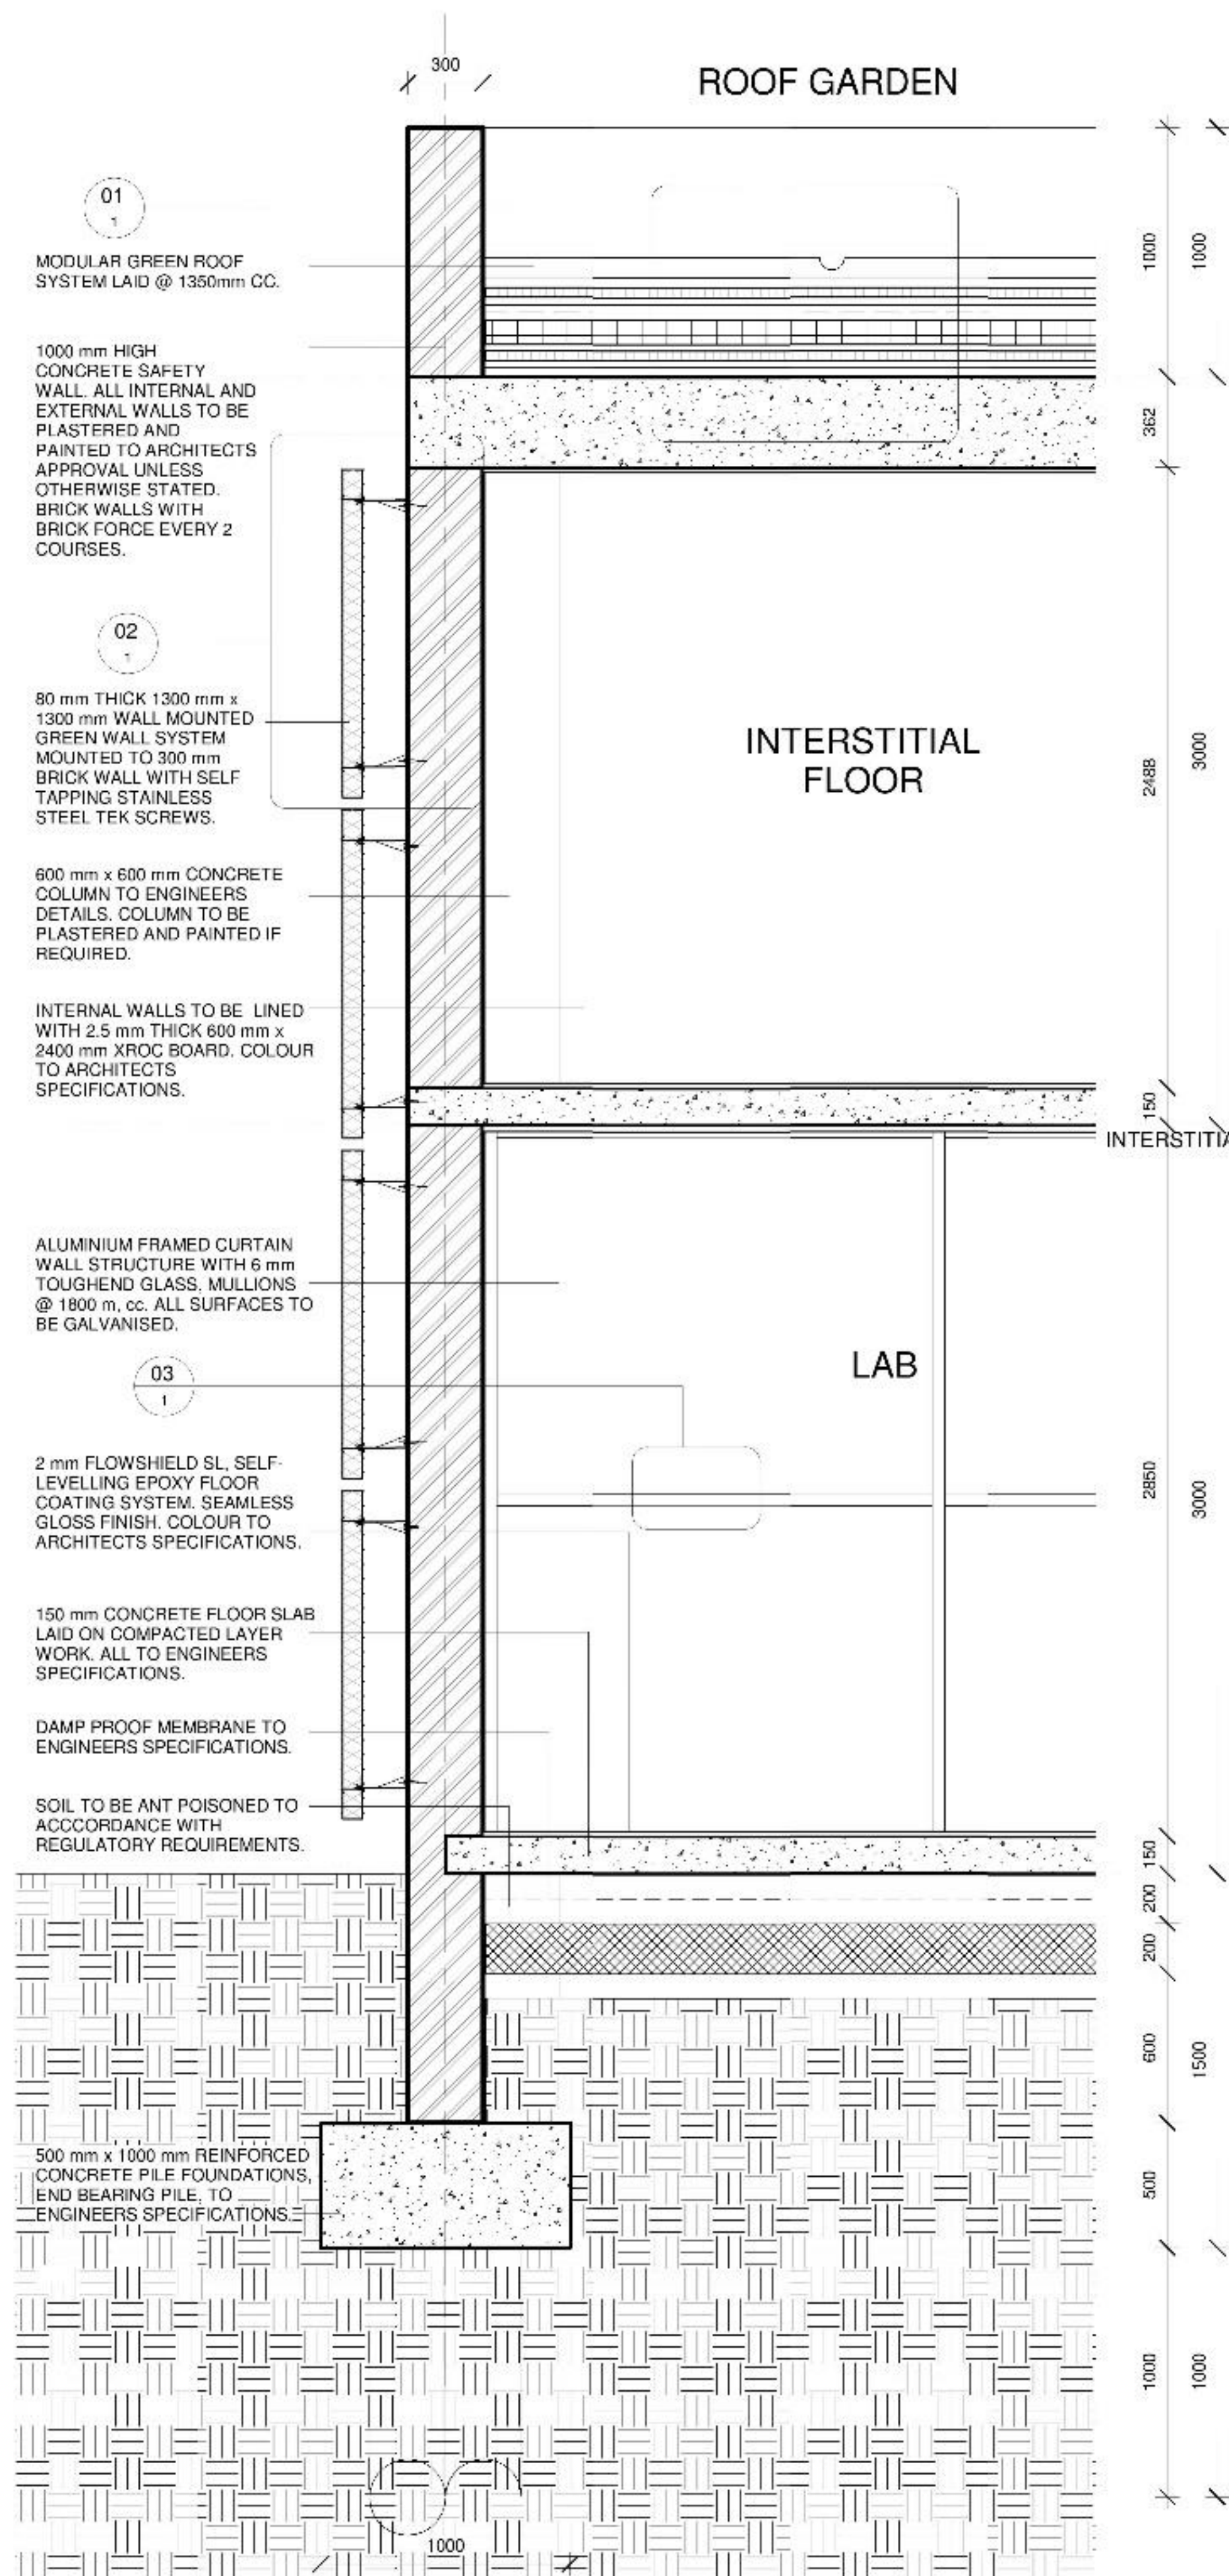 300
ROOF GARDEN
01
1
MODULAR GREEN ROOF
SYSTEM LAID @ 1350mm CC.
1000 mm HIGH
CONCRETE SAFETY
WALL. ALL INTERNAL AND
EXTERNAL WALLS TO BE
PLASTERED AND
PAINTED TO ARCHITECTS
APPROVAL UNLESS
OTHERWISE STATED.
BRICK WALLS WITH
BRICK FORCE EVERY 2
COURSES.
02
1
80 mm THICK 1300 mm x
1300 mm WALL MOUNTED
GREEN WALL SYSTEM
MOUNTED TO 300 mm
BRICK WALL WITH SELF
TAPPING STAINLESS
STEEL TEK SCREWS.
600 mm x 600 mm CONCRETE
COLUMN TO ENGINEERS
DETAILS. COLUMN TO BE
PLASTERED AND PAINTED IF
REQUIRED.
INTERNAL WALLS TO BE LINED
WITH 2.5 mm THICK 600 mm x
2400 mm XROC BOARD. COLOUR
TO ARCHITECTS
SPECIFICATIONS.
ALUMINIUM FRAMED CURTAIN
WALL STRUCTURE WITH 6 mm
TOUGHEND GLASS, MULLIONS
@ 1800 m, cc. ALL SURFACES TO
BE GALVANISED.
03
1
2 mm FLOWSHIELD SL, SELF-
LEVELLING EPOXY FLOOR
COATING SYSTEM. SEAMLESS
GLOSS FINISH. COLOUR TO
ARCHITECTS SPECIFICATIONS.
150 mm CONCRETE FLOOR SLAB
LAID ON COMPACTED LAYER
WORK. ALL TO ENGINEERS
SPECIFICATIONS.
DAMP PROOF MEMBRANE TO
ENGINEERS SPECIFICATIONS.
SOIL TO BE ANT POISONED TO
ACCCORDANCE WITH
REGULATORY REQUIREMENTS.
500 mm x 1000 mm REINFORCED
CONCRETE PILE FOUNDATIONS,
END BEARING PILE, TO
ENGINEERS SPECIFICATIONS.
INTERSTITIAL
FLOOR
LAB
1000
362
2488
150
INTERSTITIA
2850
150
200
200
600
500
1000
1000
3000
3000
1500
1000
1000